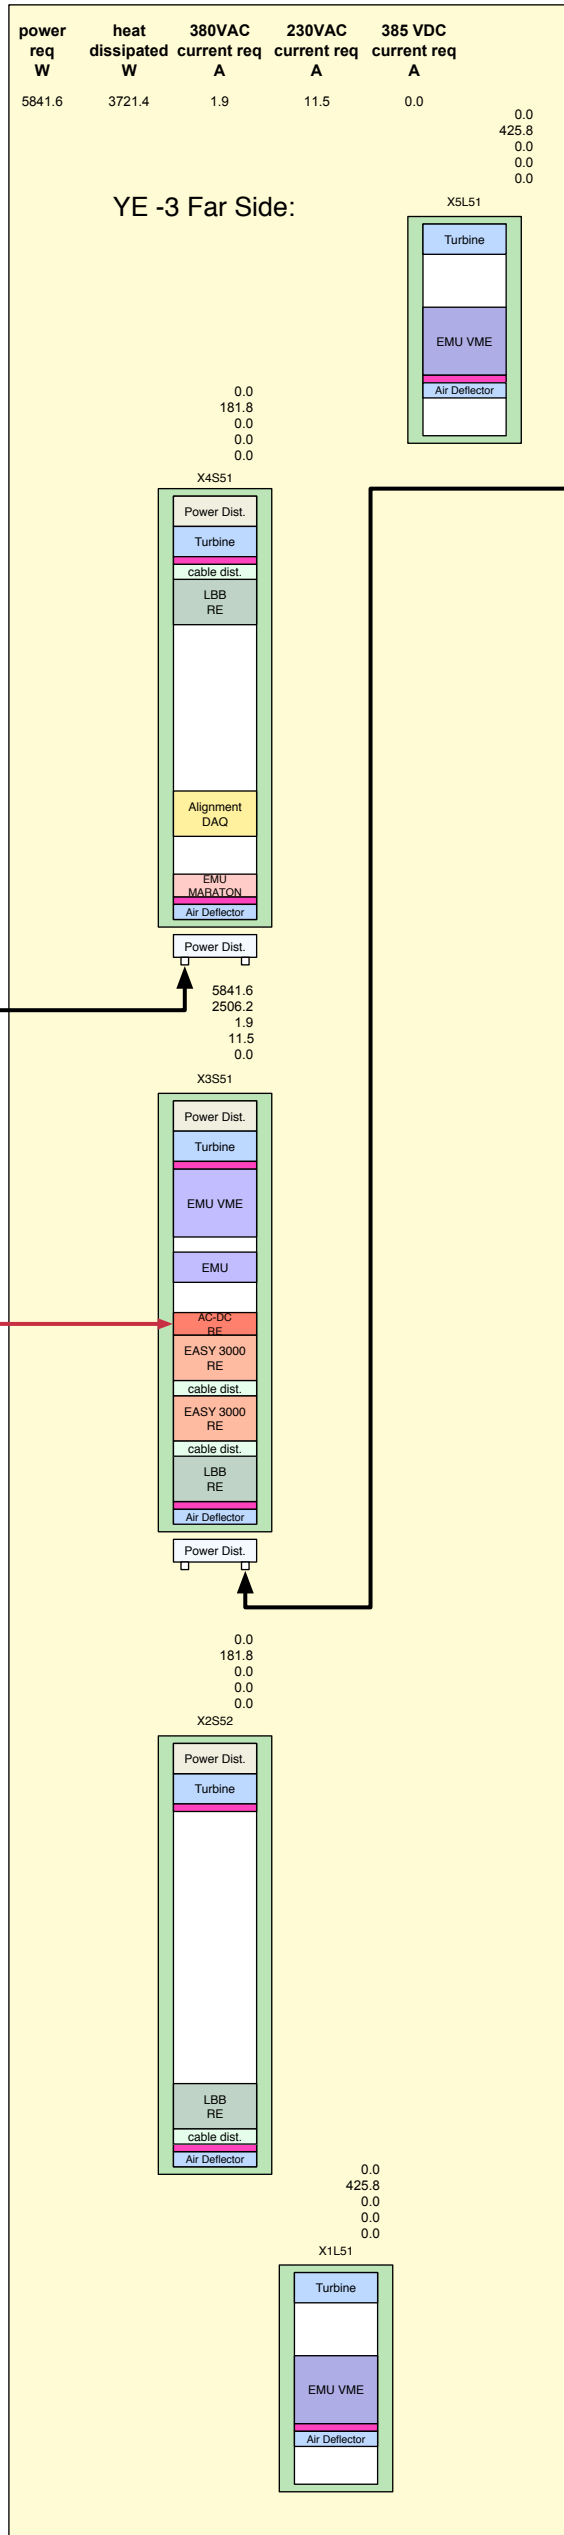 power heat 380VAC 230VAC 385 VDC
req dissipated current req current req current req
W W A A A
5841.6 3721.4 1.9 11.5 0.0
0.0
425.8
0.0
0.0
0.0
YE -3 Far Side:
X5L51
Turbine
EMU VME
Air Deflector
0.0
181.8
0.0
0.0
0.0
X4S51
Power Dist.
Turbine
cable dist.
LBB
RE
Alignment
DAQ
EMU
MARATON
Air Deflector
Power Dist.
5841.6
2506.2
1.9
11.5
0.0
X3S51
Power Dist.
Turbine
EMU VME
EMU
AC-DC
RE
EASY 3000
RE
cable dist.
EASY 3000
RE
cable dist.
LBB
RE
Air Deflector
Power Dist.
0.0
181.8
0.0
0.0
0.0
X2S52
Power Dist.
Turbine
LBB
RE
cable dist.
Air Deflector
0.0
425.8
0.0
0.0
0.0
X1L51
Turbine
EMU VME
Air Deflector